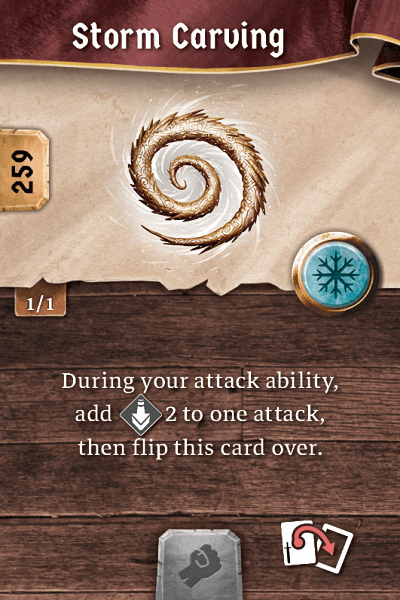 Storm Carving
259
1/1
During your attack ability,
add 2 to one attack,
then flip this card over.